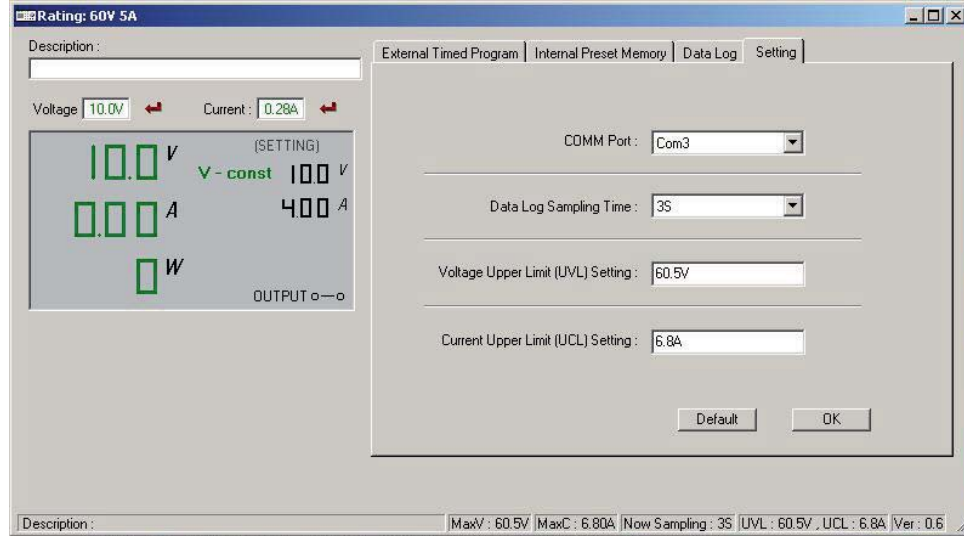 Rating: 60V 5A
Description :
Voltage 10.0V Current : 0.28A
10.0 V
0.00 A
0 W
(SETTING)
V - const 10.0 V
4.00 A
OUTPUT
External Timed Program Internal Preset Memory Data Log Setting
COMM Port : Com3
Data Log Sampling Time : 3S
Voltage Upper Limit (UVL) Setting : 60.5V
Current Upper Limit (UCL) Setting : 6.8A
Default OK
Description : MaxV : 60.5V MaxC : 6.80A Now Sampling : 3S UVL : 60.5V , UCL : 6.8A Ver : 0.6